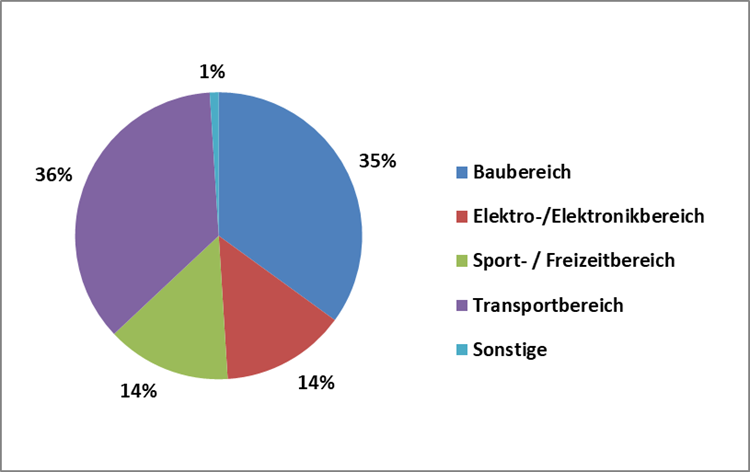 1%
35%
36%
14%
14%
Baubereich
Elektro-/Elektronikbereich
Sport- / Freizeitbereich
Transportbereich
Sonstige